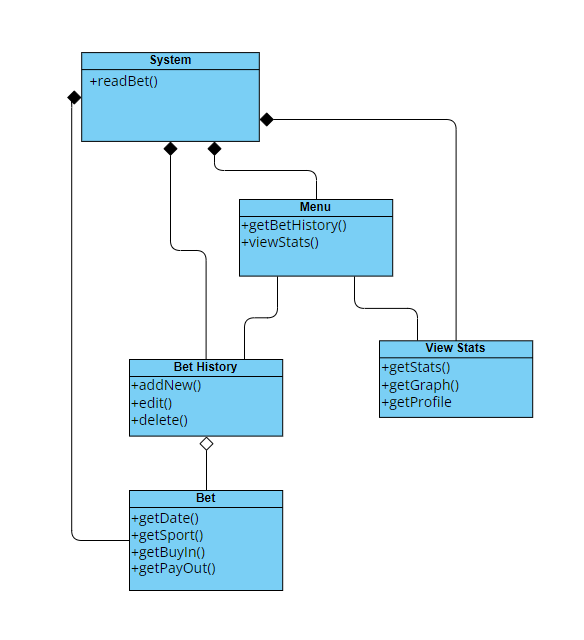 System
+readBet()
Menu
+getBetHistory()
+viewStats()
View Stats
+getStats()
+getGraph()
+getProfile
Bet History
+addNew()
+edit()
+delete()
Bet
+getDate()
+getSport()
+getBuyIn()
+getPayOut()